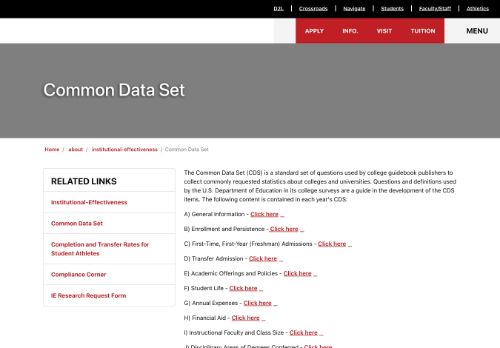 D2L | Crossroads | Navigate | Students | Faculty/Staff | Athletics
APPLY INFO. VISIT TUITION MENU
Common Data Set
Home / about / institutional-effectiveness / Common Data Set
RELATED LINKS
Institutional-Effectiveness
Common Data Set
Completion and Transfer Rates for
Student Athletes
Compliance Corner
IE Research Request Form
The Common Data Set (CDS) is a standard set of questions used by college guidebook publishers to
collect commonly requested statistics about colleges and universities. Questions and definitions used
by the U.S. Department of Education in its college surveys are a guide in the development of the CDS
items. The following content is contained in each year's CDS:
A) General Information - Click here
B) Enrollment and Persistence - Click here
C) First-Time, First-Year (Freshman) Admissions - Click here
D) Transfer Admission - Click here
E) Academic Offerings and Policies - Click here
F) Student Life - Click here
G) Annual Expenses - Click here
H) Financial Aid - Click here
I) Instructional Faculty and Class Size - Click here
J) Disciplinary Areas of Degrees Conferred - Click here